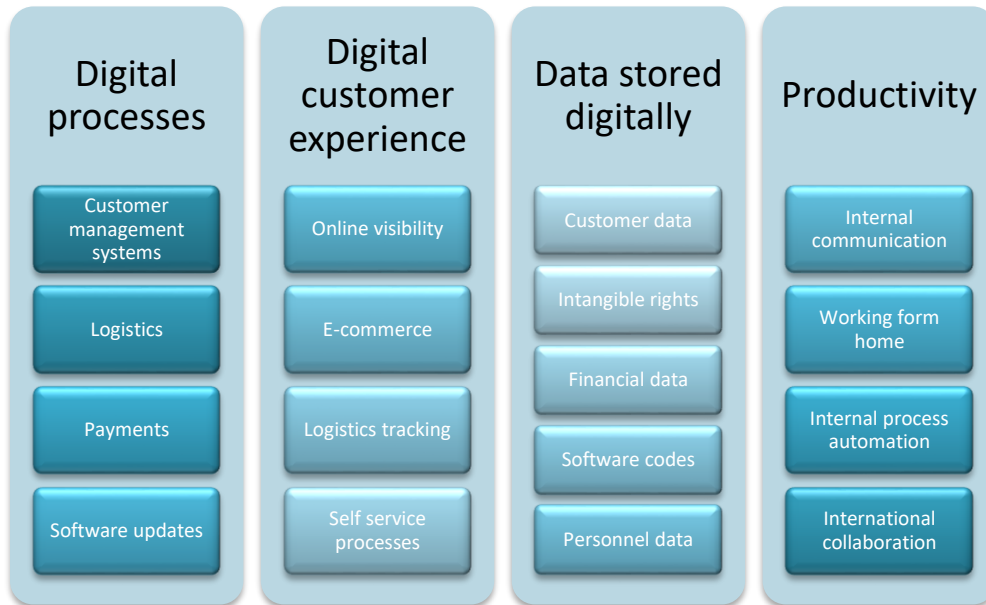 Digital
processes
Customer
management
systems
Logistics
Payments
Software updates
Digital
customer
experience
Online visibility
E-commerce
Logistics tracking
Self service
processes
Data stored
digitally
Customer data
Intangible rights
Financial data
Software codes
Personnel data
Productivity
Internal
communication
Working form
home
Internal process
automation
International
collaboration